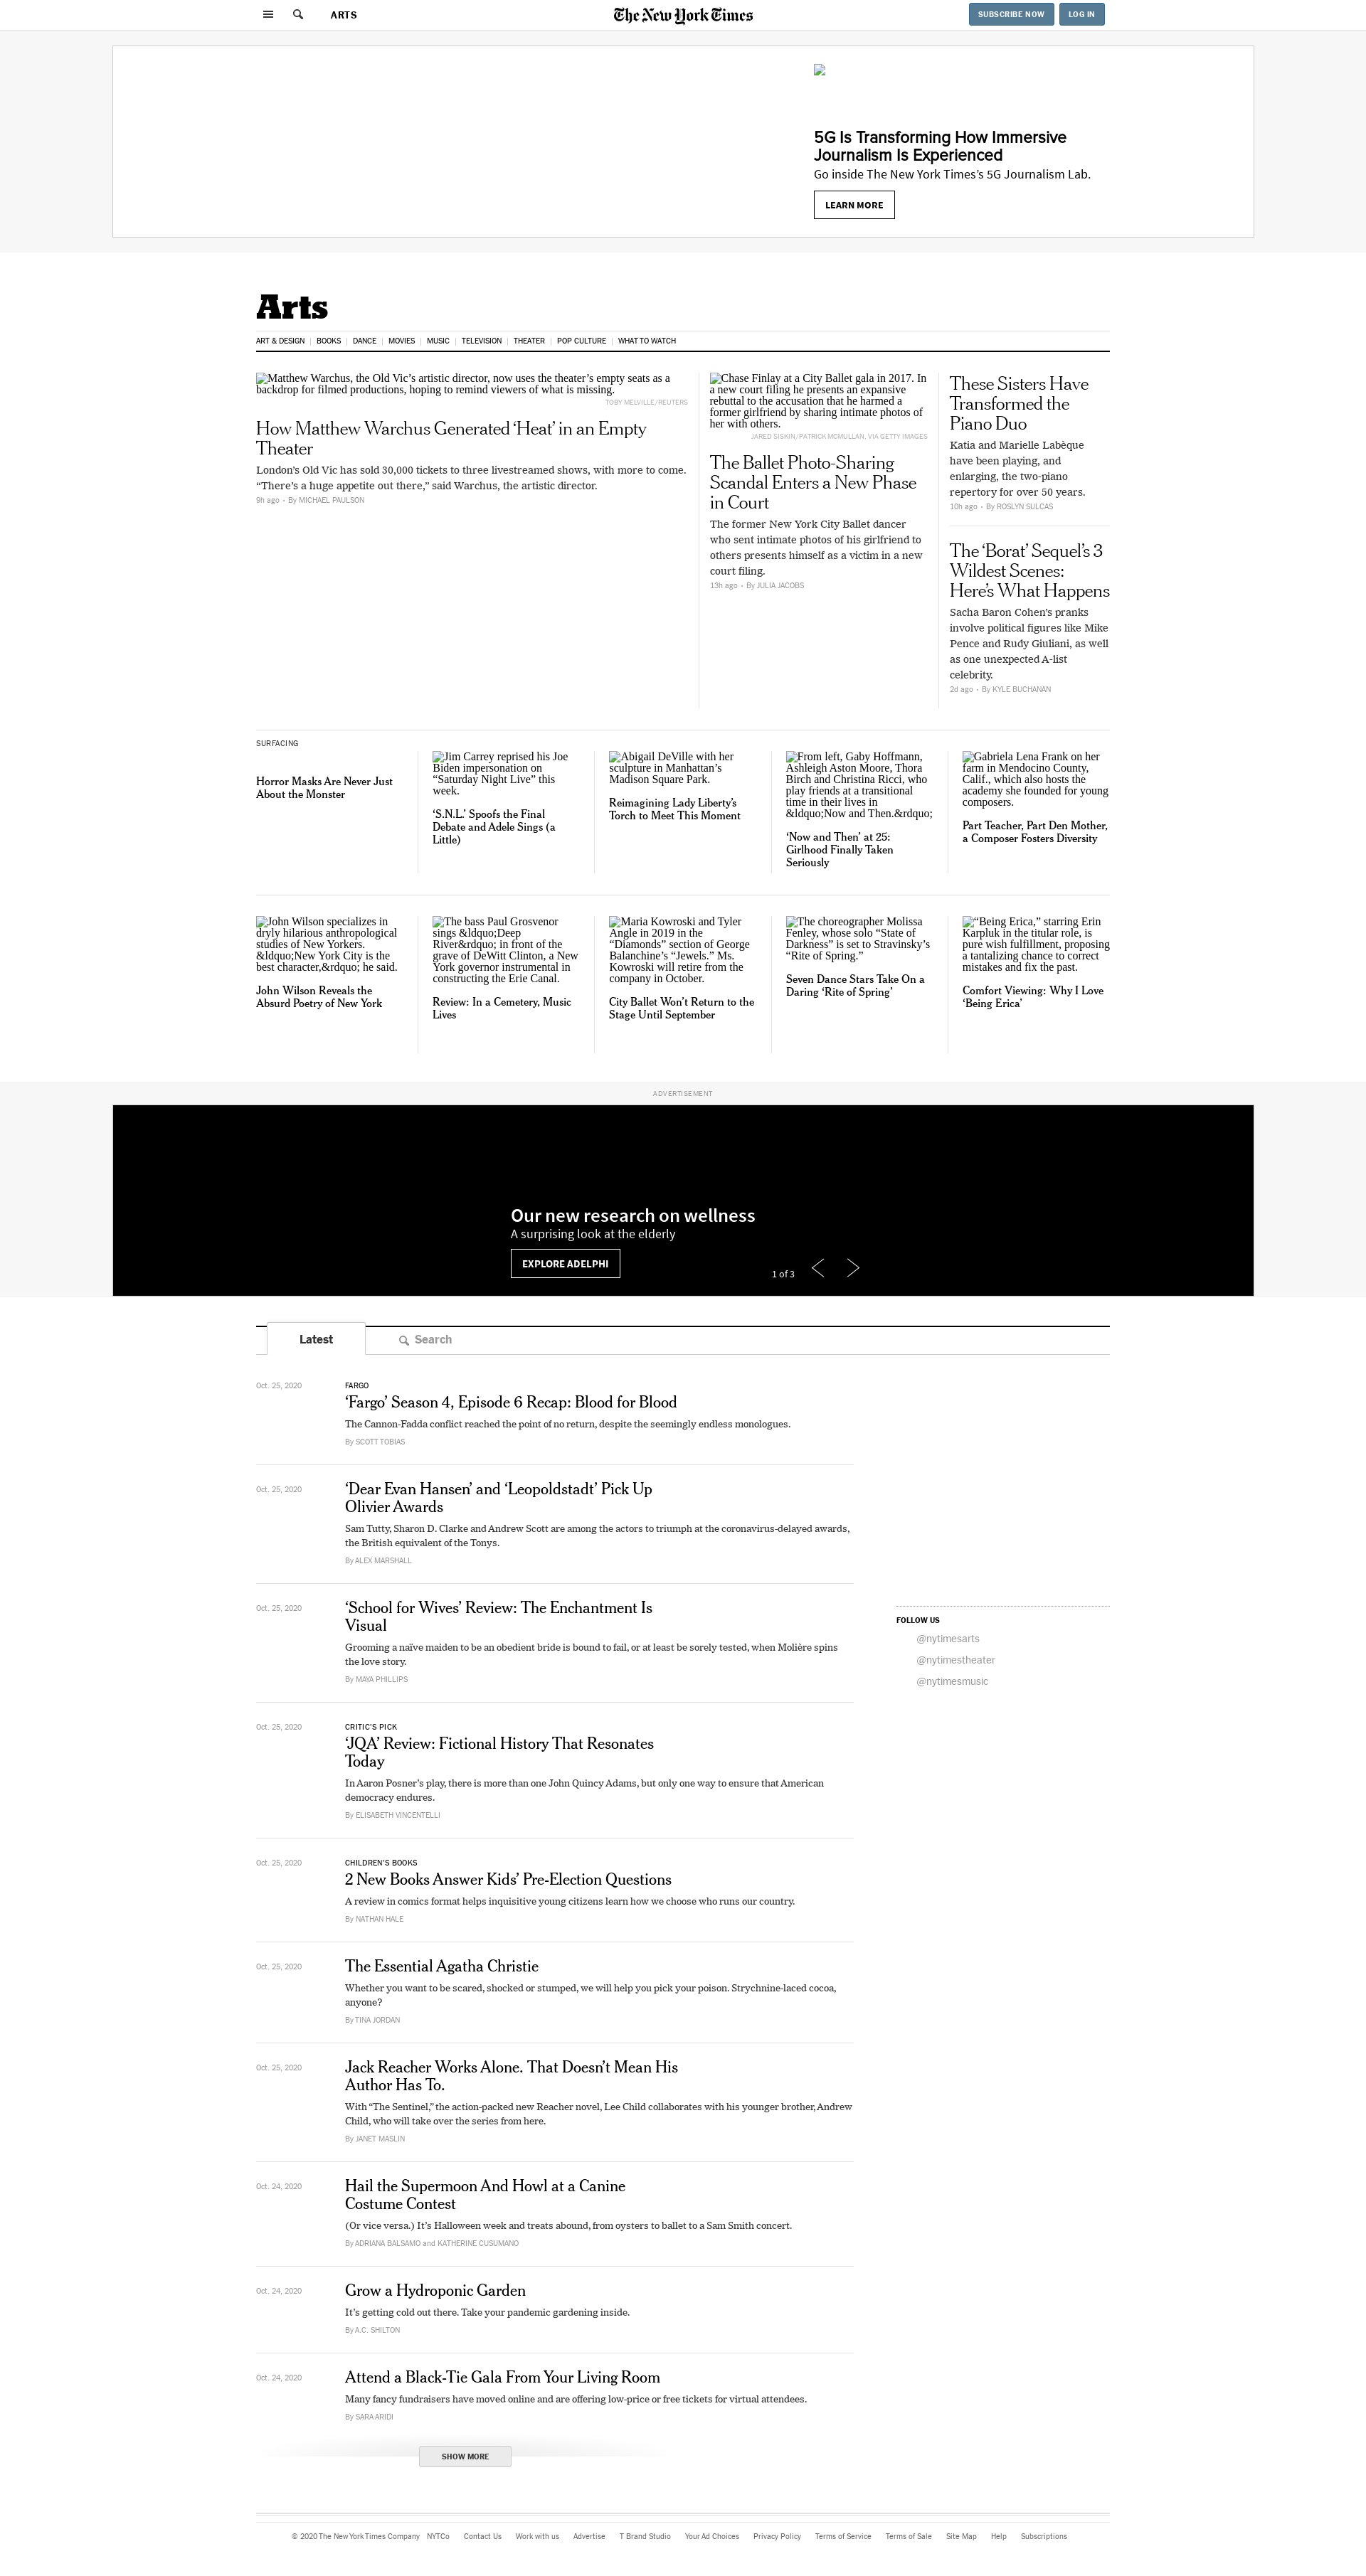 ARTS
The New York Times
SUBSCRIBE NOW
LOG IN
5G Is Transforming How Immersive
Journalism Is Experienced
Go inside The New York Times’s 5G Journalism Lab.
LEARN MORE
Arts
ART & DESIGN | BOOKS | DANCE | MOVIES | MUSIC | TELEVISION | THEATER | POP CULTURE | WHAT TO WATCH
Matthew Warchus, the Old Vic’s artistic director, now uses the theater’s empty seats as a
backdrop for filmed productions, hoping to remind viewers of what is missing.
TOBY MELVILLE/REUTERS
How Matthew Warchus Generated ‘Heat’ in an Empty
Theater
London’s Old Vic has sold 30,000 tickets to three livestreamed shows, with more to come.
“There’s a huge appetite out there,” said Warchus, the artistic director.
9h ago • By MICHAEL PAULSON
Chase Finlay at a City Ballet gala in 2017. In
a new court filing he presents an expansive
rebuttal to the accusation that he harmed a
former girlfriend by sharing intimate photos of
her with others.
JARED SISKIN/PATRICK MCMULLAN, VIA GETTY IMAGES
The Ballet Photo-Sharing
Scandal Enters a New Phase
in Court
The former New York City Ballet dancer
who sent intimate photos of his girlfriend to
others presents himself as a victim in a new
court filing.
13h ago • By JULIA JACOBS
These Sisters Have
Transformed the
Piano Duo
Katia and Marielle Labèque
have been playing, and
enlarging, the two-piano
repertory for over 50 years.
10h ago • By ROSLYN SULCAS
The ‘Borat’ Sequel’s 3
Wildest Scenes:
Here’s What Happens
Sacha Baron Cohen’s pranks
involve political figures like Mike
Pence and Rudy Giuliani, as well
as one unexpected A-list
celebrity.
2d ago • By KYLE BUCHANAN
SURFACING
Horror Masks Are Never Just
About the Monster
Jim Carrey reprised his Joe
Biden impersonation on
“Saturday Night Live” this
week.
‘S.N.L.’ Spoofs the Final
Debate and Adele Sings (a
Little)
Abigail DeVille with her
sculpture in Manhattan’s
Madison Square Park.
Reimagining Lady Liberty’s
Torch to Meet This Moment
From left, Gaby Hoffmann,
Ashleigh Aston Moore, Thora
Birch and Christina Ricci, who
play friends at a transitional
time in their lives in
&ldquo;Now and Then.&rdquo;
‘Now and Then’ at 25:
Girlhood Finally Taken
Seriously
Gabriela Lena Frank on her
farm in Mendocino County,
Calif., which also hosts the
academy she founded for young
composers.
Part Teacher, Part Den Mother,
a Composer Fosters Diversity
John Wilson specializes in
dryly hilarious anthropological
studies of New Yorkers.
&ldquo;New York City is the
best character,&rdquo; he said.
John Wilson Reveals the
Absurd Poetry of New York
The bass Paul Grosvenor
sings &ldquo;Deep
River&rdquo; in front of the
grave of DeWitt Clinton, a New
York governor instrumental in
constructing the Erie Canal.
Review: In a Cemetery, Music
Lives
Maria Kowroski and Tyler
Angle in 2019 in the
“Diamonds” section of George
Balanchine’s “Jewels.” Ms.
Kowroski will retire from the
company in October.
City Ballet Won’t Return to the
Stage Until September
The choreographer Molissa
Fenley, whose solo “State of
Darkness” is set to Stravinsky’s
“Rite of Spring.”
Seven Dance Stars Take On a
Daring ‘Rite of Spring’
“Being Erica,” starring Erin
Karpluk in the titular role, is
pure wish fulfillment, proposing
a tantalizing chance to correct
mistakes and fix the past.
Comfort Viewing: Why I Love
‘Being Erica’
ADVERTISEMENT
Our new research on wellness
A surprising look at the elderly
EXPLORE ADELPHI
1 of 3
Latest
Search
Oct. 25, 2020
FARGO
‘Fargo’ Season 4, Episode 6 Recap: Blood for Blood
The Cannon-Fadda conflict reached the point of no return, despite the seemingly endless monologues.
By SCOTT TOBIAS
Oct. 25, 2020
‘Dear Evan Hansen’ and ‘Leopoldstadt’ Pick Up
Olivier Awards
Sam Tutty, Sharon D. Clarke and Andrew Scott are among the actors to triumph at the coronavirus-delayed awards,
the British equivalent of the Tonys.
By ALEX MARSHALL
Oct. 25, 2020
‘School for Wives’ Review: The Enchantment Is
Visual
Grooming a naïve maiden to be an obedient bride is bound to fail, or at least be sorely tested, when Molière spins
the love story.
By MAYA PHILLIPS
FOLLOW US
@nytimesarts
@nytimestheater
@nytimesmusic
Oct. 25, 2020
CRITIC’S PICK
‘JQA’ Review: Fictional History That Resonates
Today
In Aaron Posner’s play, there is more than one John Quincy Adams, but only one way to ensure that American
democracy endures.
By ELISABETH VINCENTELLI
Oct. 25, 2020
CHILDREN’S BOOKS
2 New Books Answer Kids’ Pre-Election Questions
A review in comics format helps inquisitive young citizens learn how we choose who runs our country.
By NATHAN HALE
Oct. 25, 2020
The Essential Agatha Christie
Whether you want to be scared, shocked or stumped, we will help you pick your poison. Strychnine-laced cocoa,
anyone?
By TINA JORDAN
Oct. 25, 2020
Jack Reacher Works Alone. That Doesn’t Mean His
Author Has To.
With “The Sentinel,” the action-packed new Reacher novel, Lee Child collaborates with his younger brother, Andrew
Child, who will take over the series from here.
By JANET MASLIN
Oct. 24, 2020
Hail the Supermoon And Howl at a Canine
Costume Contest
(Or vice versa.) It’s Halloween week and treats abound, from oysters to ballet to a Sam Smith concert.
By ADRIANA BALSAMO and KATHERINE CUSUMANO
Oct. 24, 2020
Grow a Hydroponic Garden
It’s getting cold out there. Take your pandemic gardening inside.
By A.C. SHILTON
Oct. 24, 2020
Attend a Black-Tie Gala From Your Living Room
Many fancy fundraisers have moved online and are offering low-price or free tickets for virtual attendees.
By SARA ARIDI
SHOW MORE
© 2020 The New York Times Company NYTCo Contact Us Work with us Advertise T Brand Studio Your Ad Choices Privacy Policy Terms of Service Terms of Sale Site Map Help Subscriptions